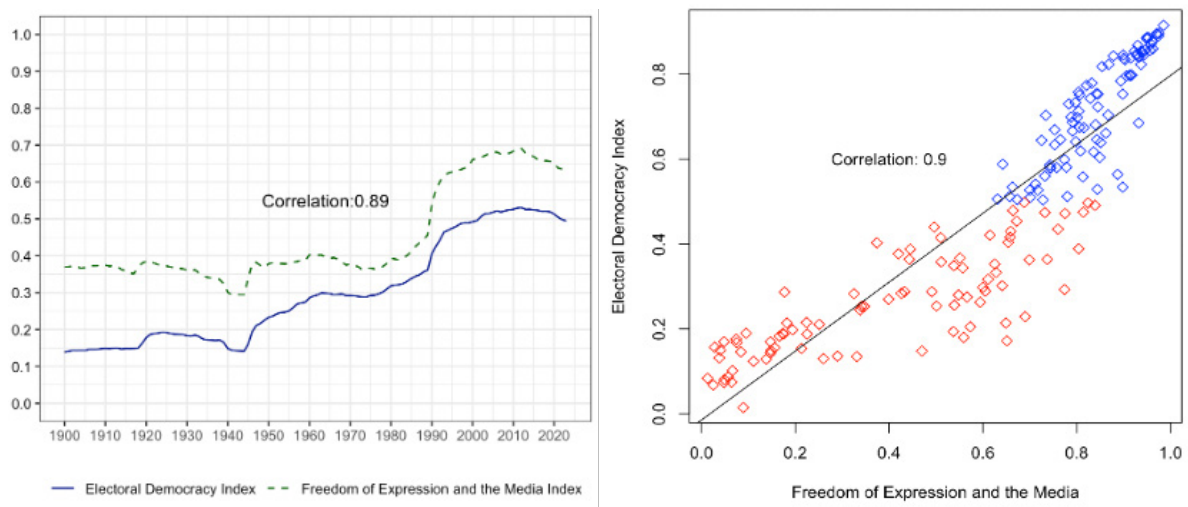 1.0
0.9
0.8
0.7
0.6
0.5
0.4
0.3
0.2
0.1
0.0
Correlation:0.89
1900 1910 1920 1930 1940 1950 1960 1970 1980 1990 2000 2010 2020
Electoral Democracy Index Freedom of Expression and the Media Index
Electoral Democracy Index
0.8
0.6
0.4
0.2
0.0
Correlation: 0.9
0.0 0.2 0.4 0.6 0.8 1.0
Freedom of Expression and the Media